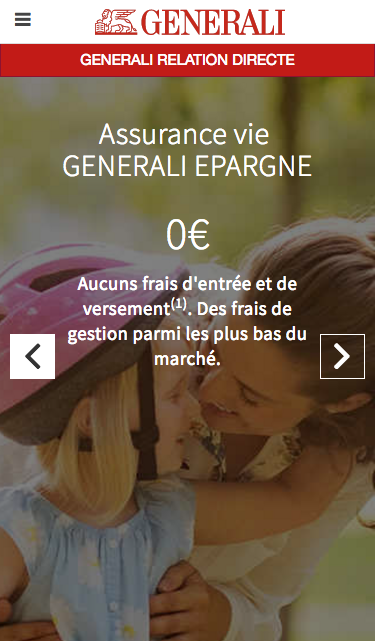 GENERALI
GENERALI RELATION DIRECTE
Assurance vie
GENERALI EPARGNE
0€
Aucuns frais d'entrée et de
versement(1). Des frais de
gestion parmi les plus bas du
marché.